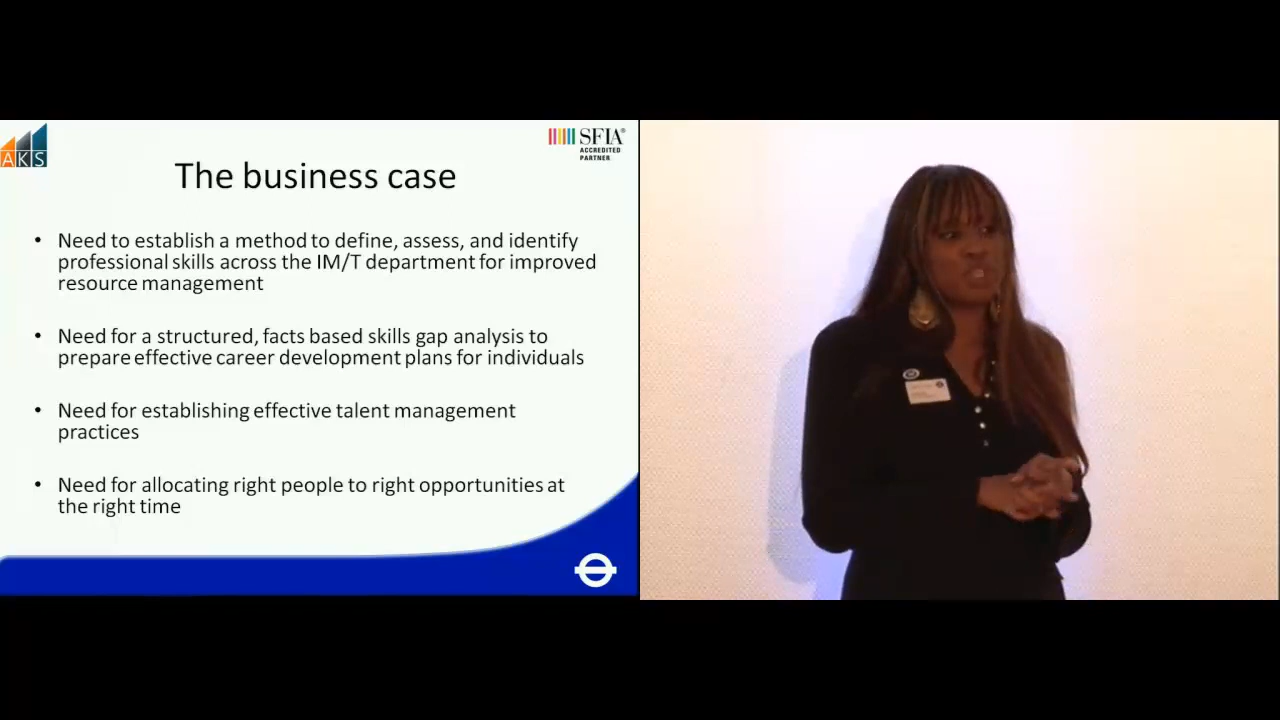 AKS
SFIA®
ACCREDITED
PARTNER
The business case
• Need to establish a method to define, assess, and identify
professional skills across the IM/T department for improved
resource management
• Need for a structured, facts based skills gap analysis to
prepare effective career development plans for individuals
• Need for establishing effective talent management
practices
• Need for allocating right people to right opportunities at
the right time